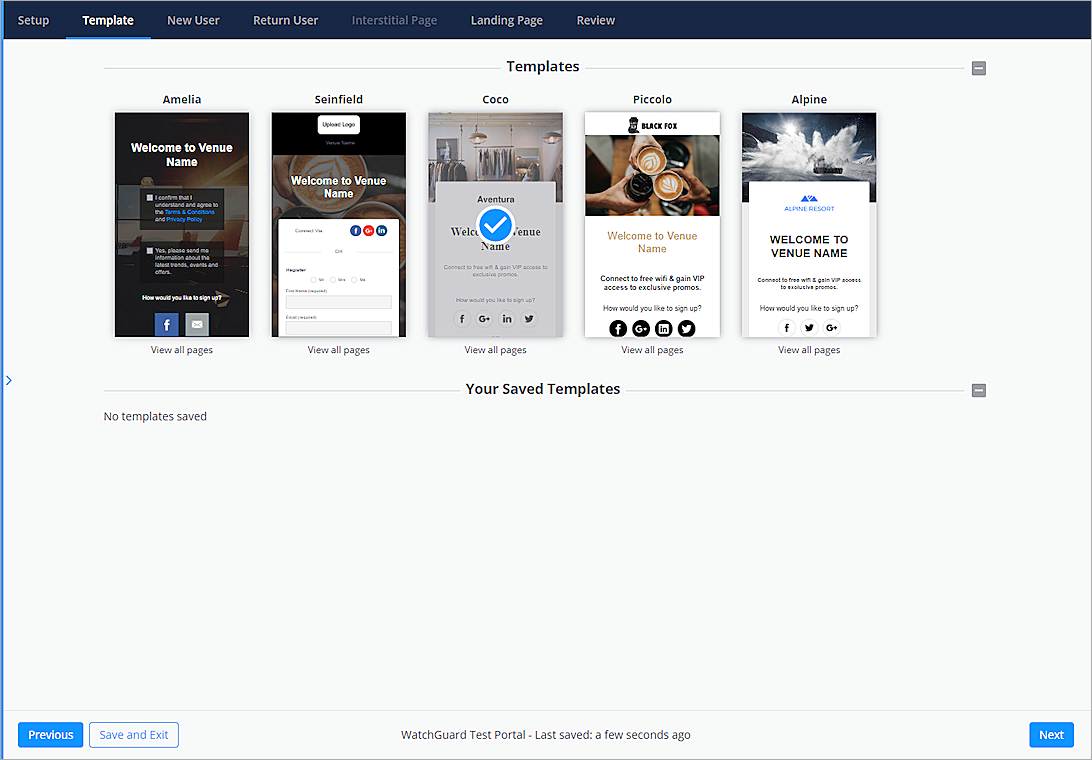 Setup Template New User Return User Interstitial Page Landing Page Review
Templates
Amelia Seinfield Coco Piccolo Alpine
Welcome to Venue
Name
I confirm that I
understand and agree to
the Terms & Conditions
and Privacy Policy
Yes, please send me
information about the
latest trends, events and
offers.
How would you like to sign up?
Upload Logo
Venue Name
Welcome to Venue
Name
Connect Via
OR
Register
Mr Mrs Ms
First Name (required)
Email (required)
Aventura
Name
Connect to free wifi & gain VIP access to
exclusive promos.
How would you like to sign up?
BLACK FOX
Welcome to Venue
Name
Connect to free wifi & gain VIP
access to exclusive promos.
How would you like to sign up?
ALPINE RESORT
WELCOME TO
VENUE NAME
Connect to free wifi & gain VIP access
to exclusive promos.
How would you like to sign up?
View all pages View all pages View all pages View all pages View all pages
Your Saved Templates
No templates saved
Previous Save and Exit WatchGuard Test Portal - Last saved: a few seconds ago Next